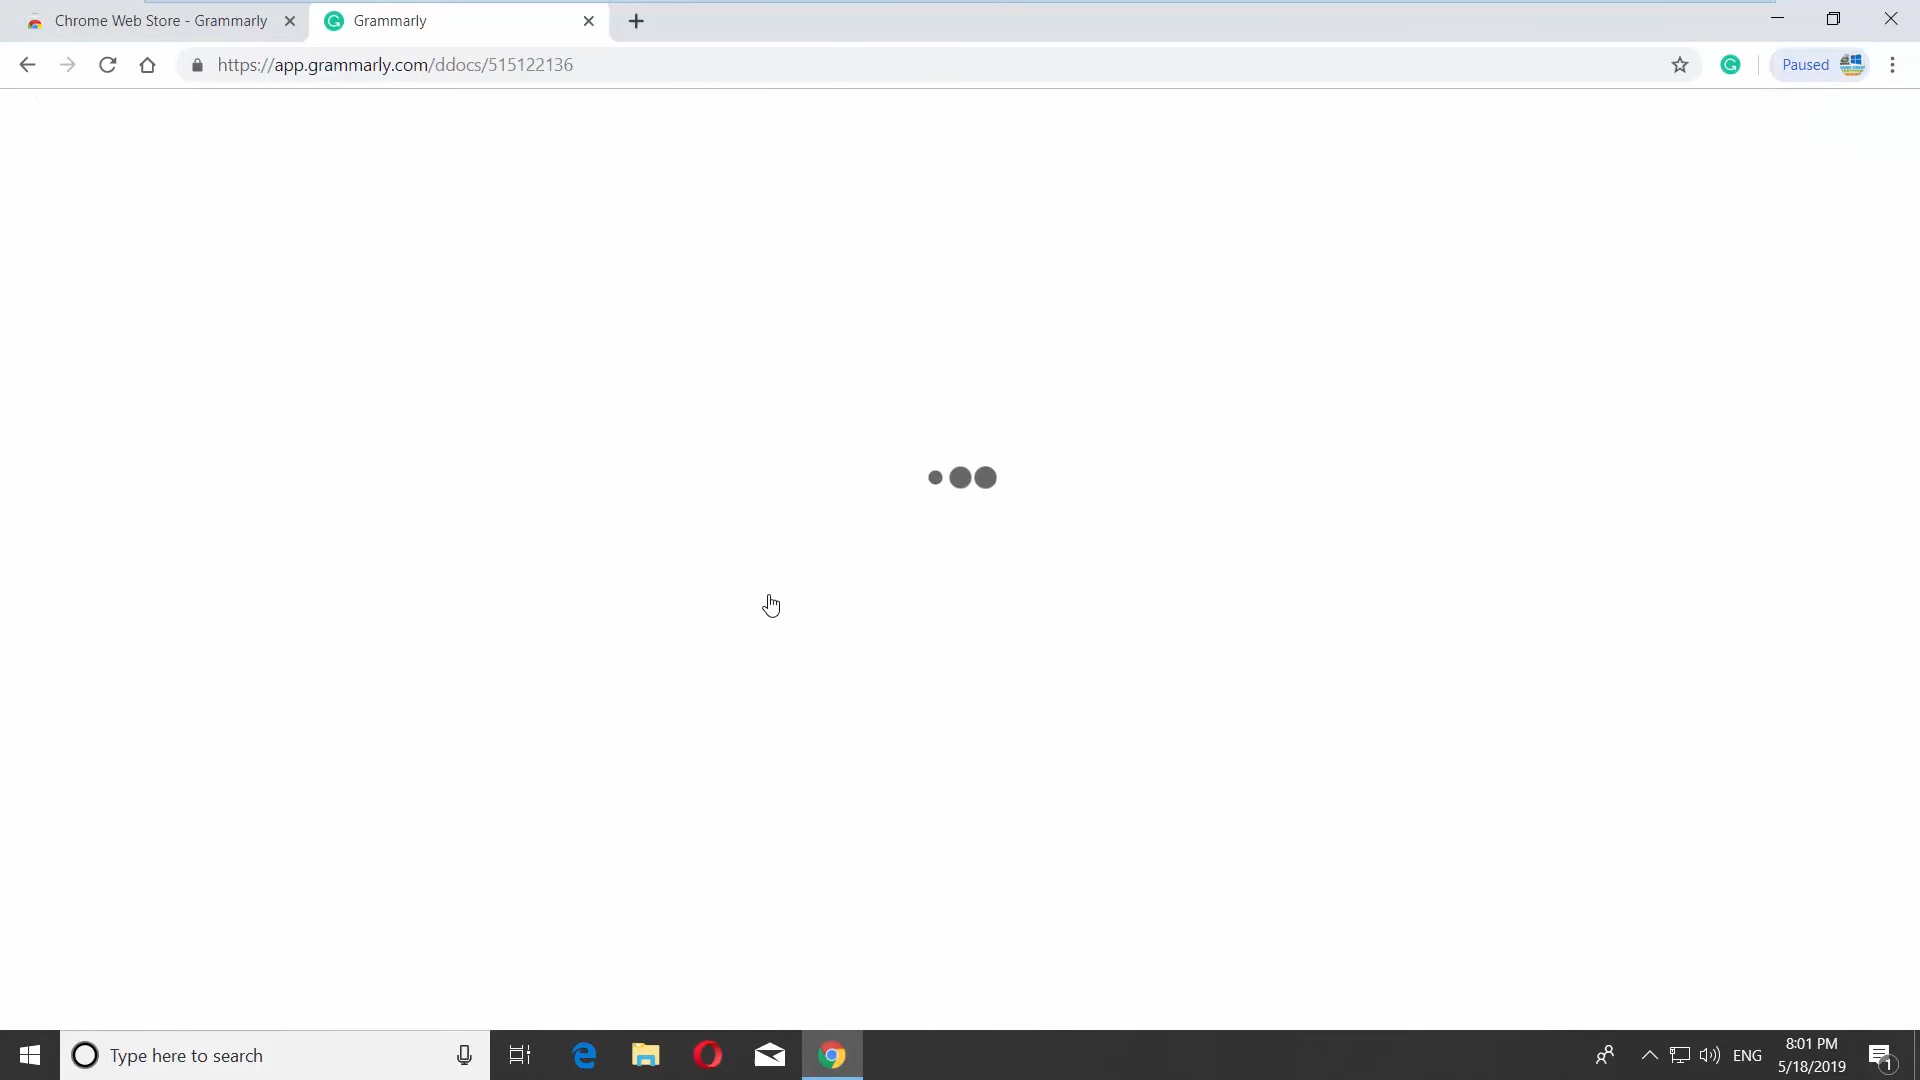 Chrome Web Store - Grammarly
Grammarly
https://app.grammarly.com/ddocs/515122136
Paused
Type here to search
ENG
8:01 PM
5/18/2019
1